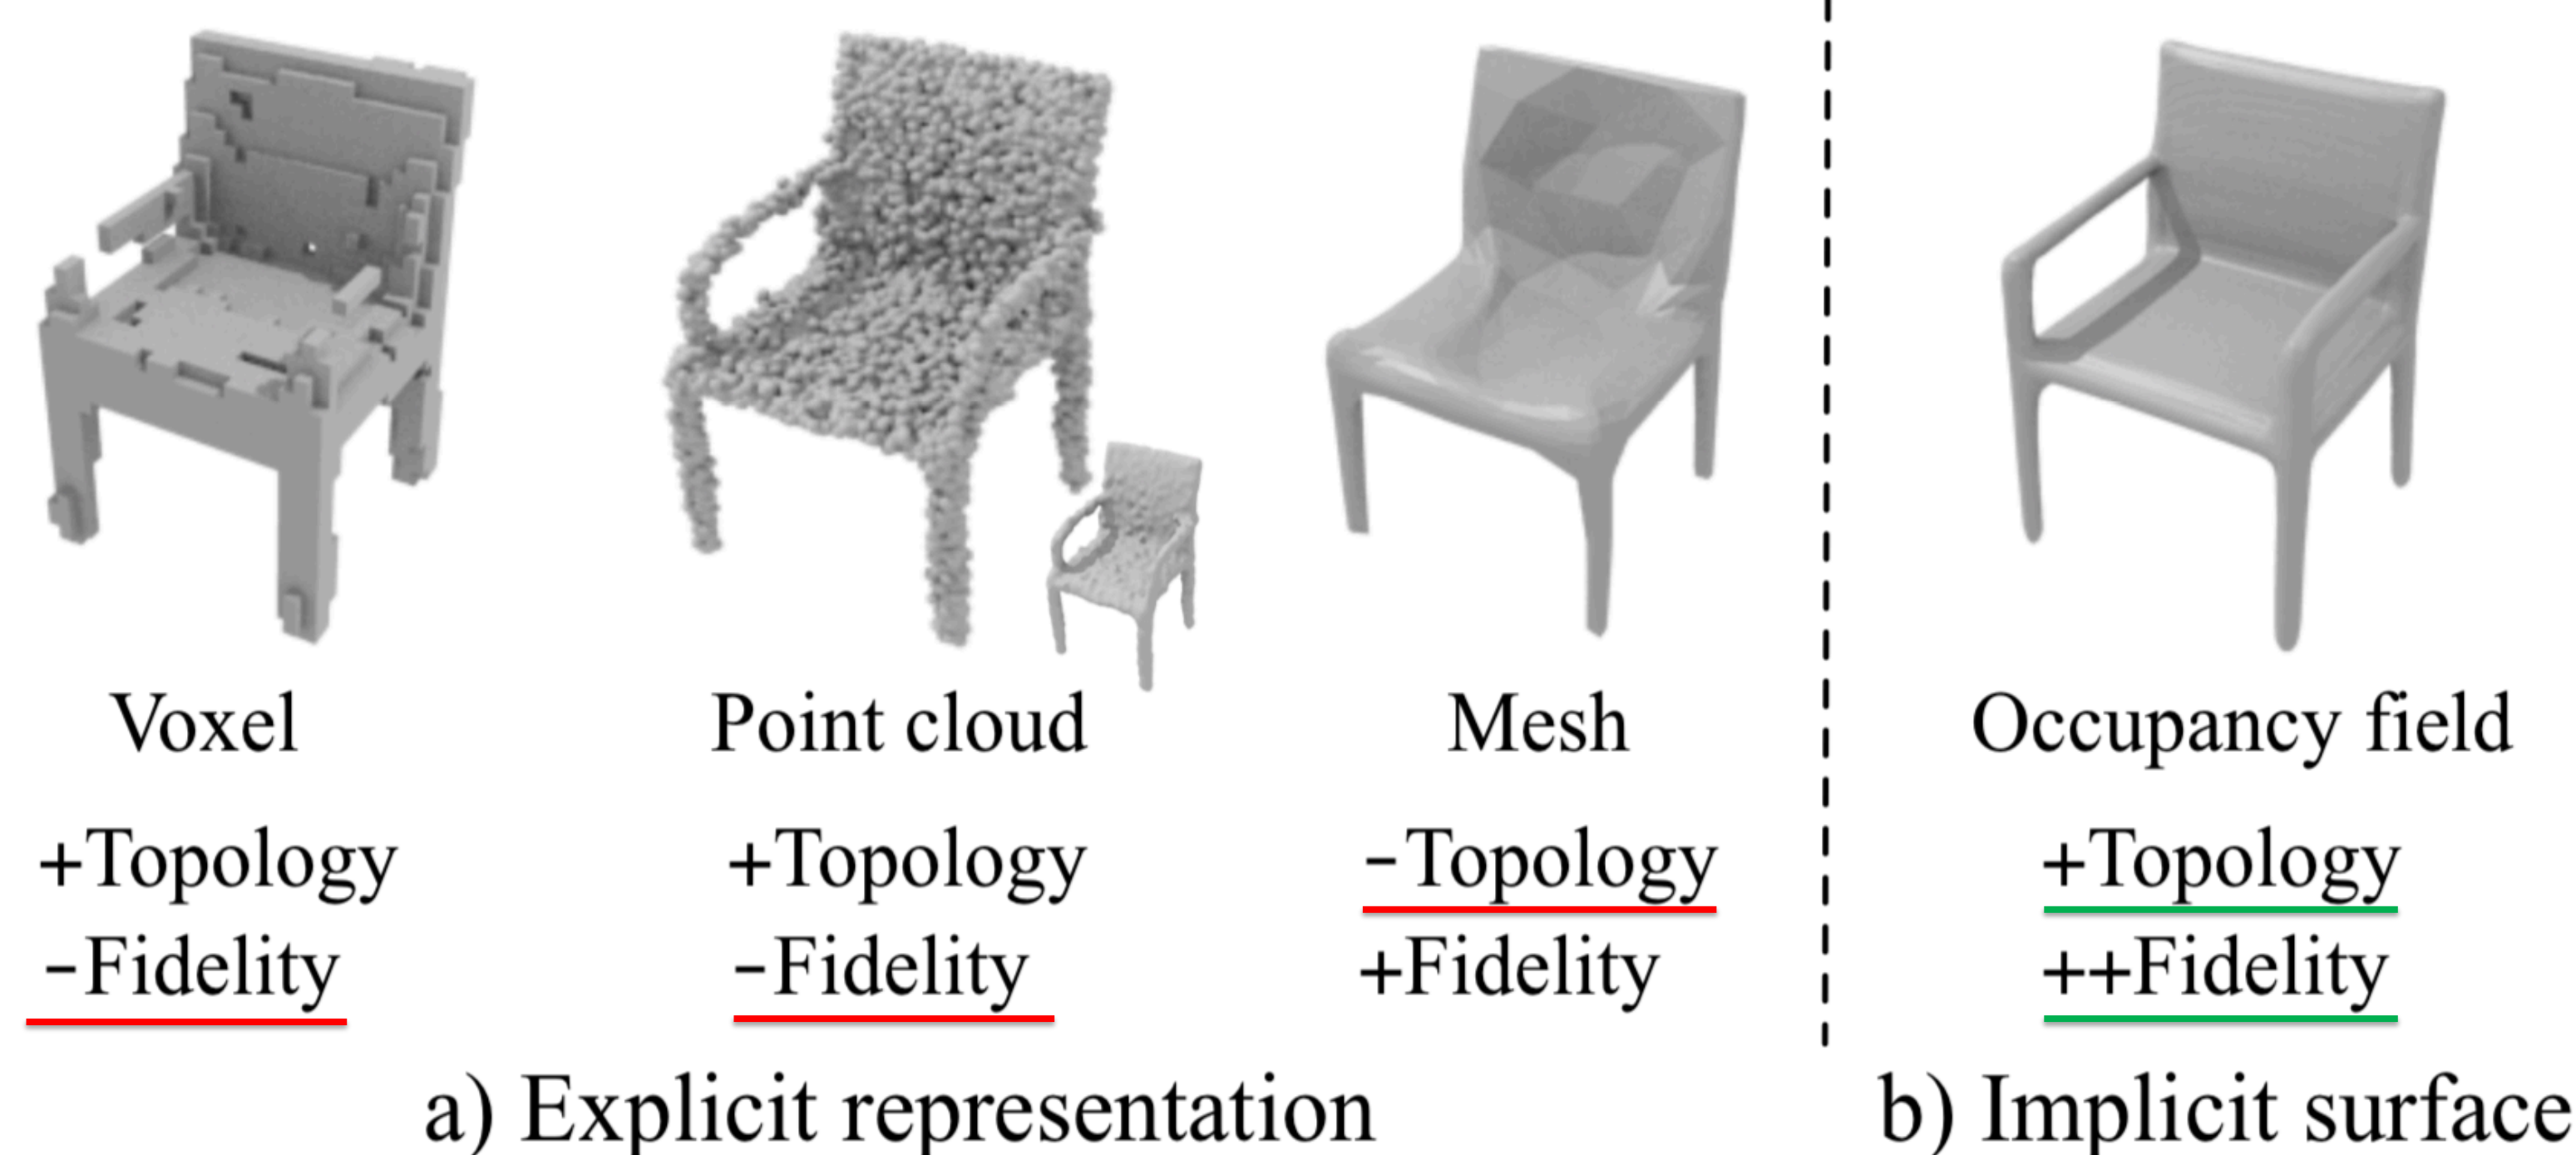 Voxel
Point cloud
Mesh
Occupancy field
+Topology
+Topology
-Topology
+Topology
-Fidelity
-Fidelity
+Fidelity
++Fidelity
a) Explicit representation
b) Implicit surface